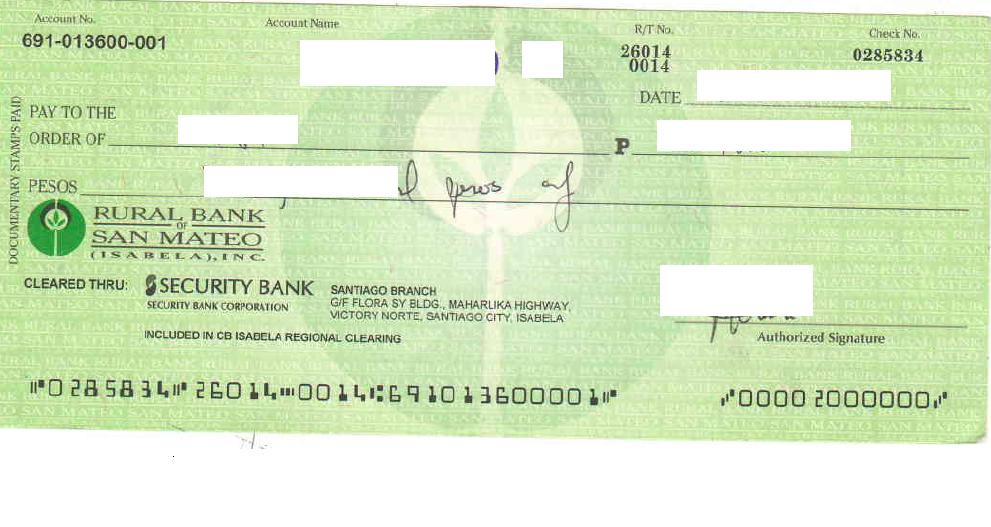 Account No.
691-013600-001
Account Name
R/T No.
26014
0014
Check No.
0285834
DATE
PAY TO THE
ORDER OF
P
PESOS pesos
DOCUMENTARY STAMPS PAID
RURAL BANK
OF
SAN MATEO
(ISABELA), INC.
CLEARED THRU: SECURITY BANK
SECURITY BANK CORPORATION
SANTIAGO BRANCH
G/F FLORA SY BLDG., MAHARLIKA HIGHWAY,
VICTORY NORTE, SANTIAGO CITY, ISABELA
INCLUDED IN CB ISABELA REGIONAL CLEARING
Authorized Signature
⑈0285834⑈ 26014⑉0014⑆691013600001⑈ ⑇00002000000⑇